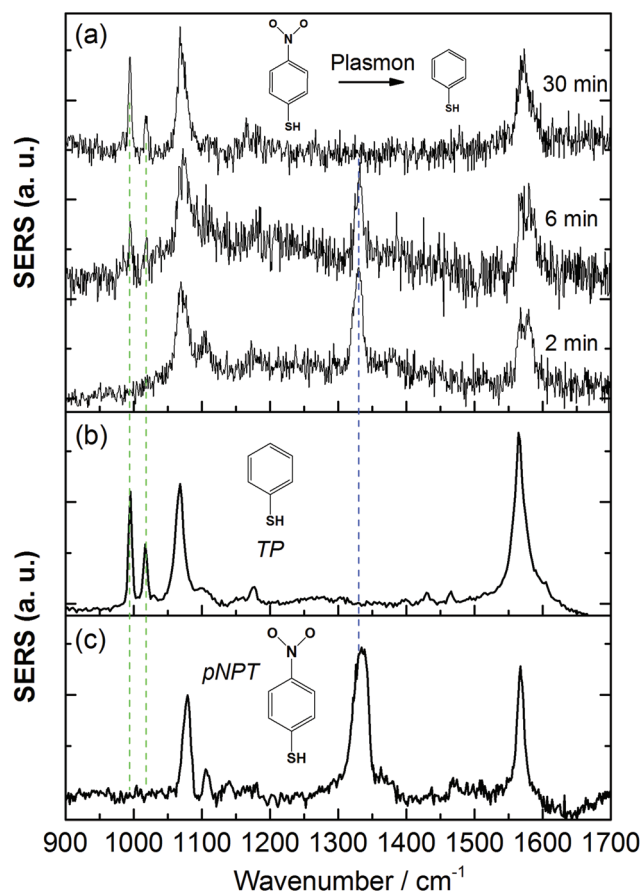 (a)
O O
N
Plasmon
SH
SH
30 min
6 min
2 min
SERS (a. u.)
(b)
SH
TP
(c)
O O
N
pNPT
SH
SERS (a. u.)
900 1000 1100 1200 1300 1400 1500 1600 1700
Wavenumber / cm-1